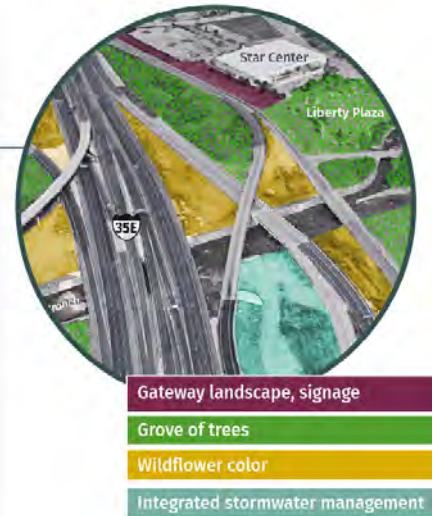 Star Center
Liberty Plaza
35E
Gateway landscape, signage
Grove of trees
Wildflower color
Integrated stormwater management